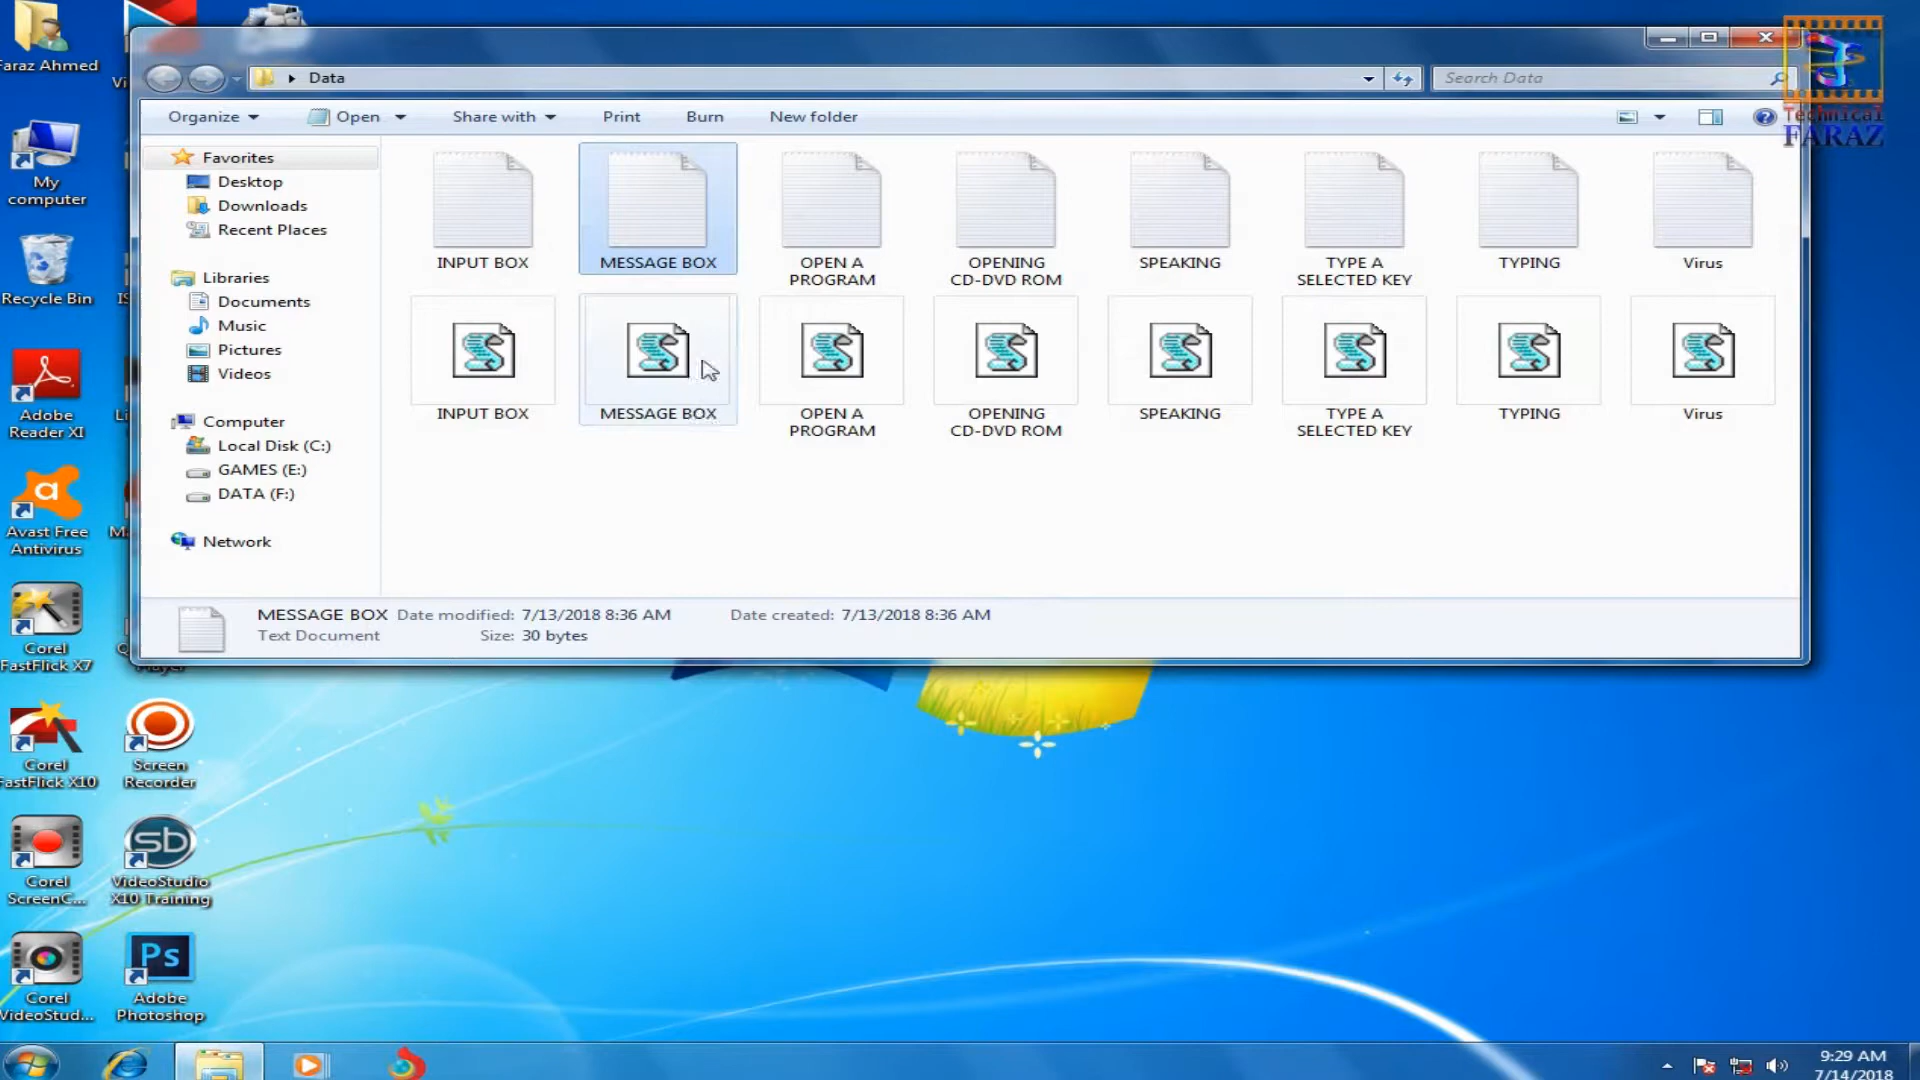 Faraz Ahmed
My
computer
Recycle Bin
Adobe
Reader XI
Avast Free
Antivirus
Corel
FastFlick X7
Corel
FastFlick X10
Screen
Recorder
Corel
ScreenC...
VideoStudio
X10 Training
Corel
VideoStud...
Adobe
Photoshop
Data
Search Data
Technical
FARAZ
Organize
Open
Share with
Print
Burn
New folder
Favorites
Desktop
Downloads
Recent Places
Libraries
Documents
Music
Pictures
Videos
Computer
Local Disk (C:)
GAMES (E:)
DATA (F:)
Network
INPUT BOX
MESSAGE BOX
OPEN A
PROGRAM
OPENING
CD-DVD ROM
SPEAKING
TYPE A
SELECTED KEY
TYPING
Virus
INPUT BOX
MESSAGE BOX
OPEN A
PROGRAM
OPENING
CD-DVD ROM
SPEAKING
TYPE A
SELECTED KEY
TYPING
Virus
MESSAGE BOX Date modified: 7/13/2018 8:36 AM Date created: 7/13/2018 8:36 AM
Text Document Size: 30 bytes
sb
Ps
9:29 AM
7/14/2018